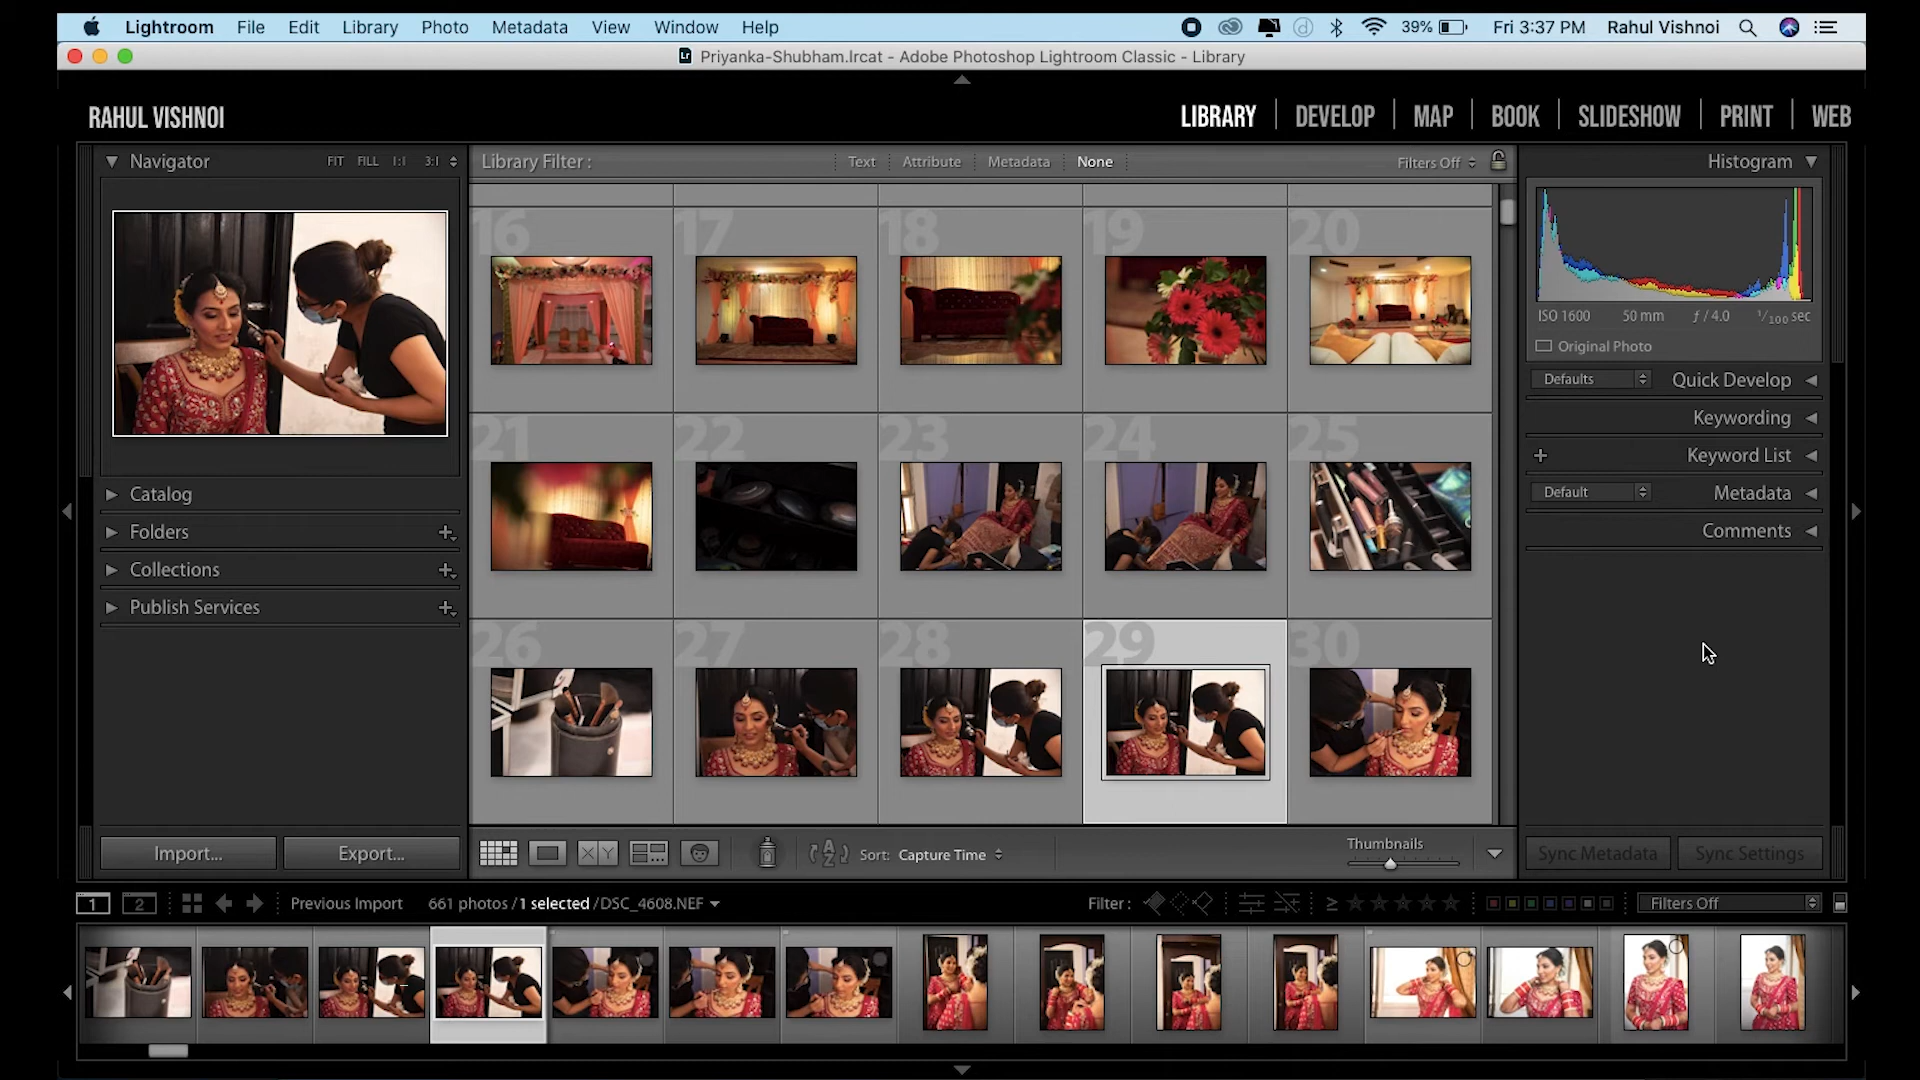 Lightroom File Edit Library Photo Metadata View Window Help 39% Fri 3:37 PM Rahul Vishnoi
Priyanka-Shubham.lrcat - Adobe Photoshop Lightroom Classic - Library
RAHUL VISHNOI LIBRARY DEVELOP MAP BOOK SLIDESHOW PRINT WEB
Navigator FIT FILL 1:1 3:1 Library Filter : Text Attribute Metadata None Filters Off Histogram
16 17 18 19 20
ISO 1600 50 mm ƒ / 4.0 1/100 sec
Original Photo
Defaults Quick Develop
Keywording
21 22 23 24 25
Keyword List
Catalog Default Metadata
Folders Comments
Collections
Publish Services
26 27 28 29 30
Import... Export... Sort: Capture Time Thumbnails Sync Metadata Sync Settings
1 2 Previous Import 661 photos / 1 selected / DSC_4608.NEF Filter : ≥ Filters Off